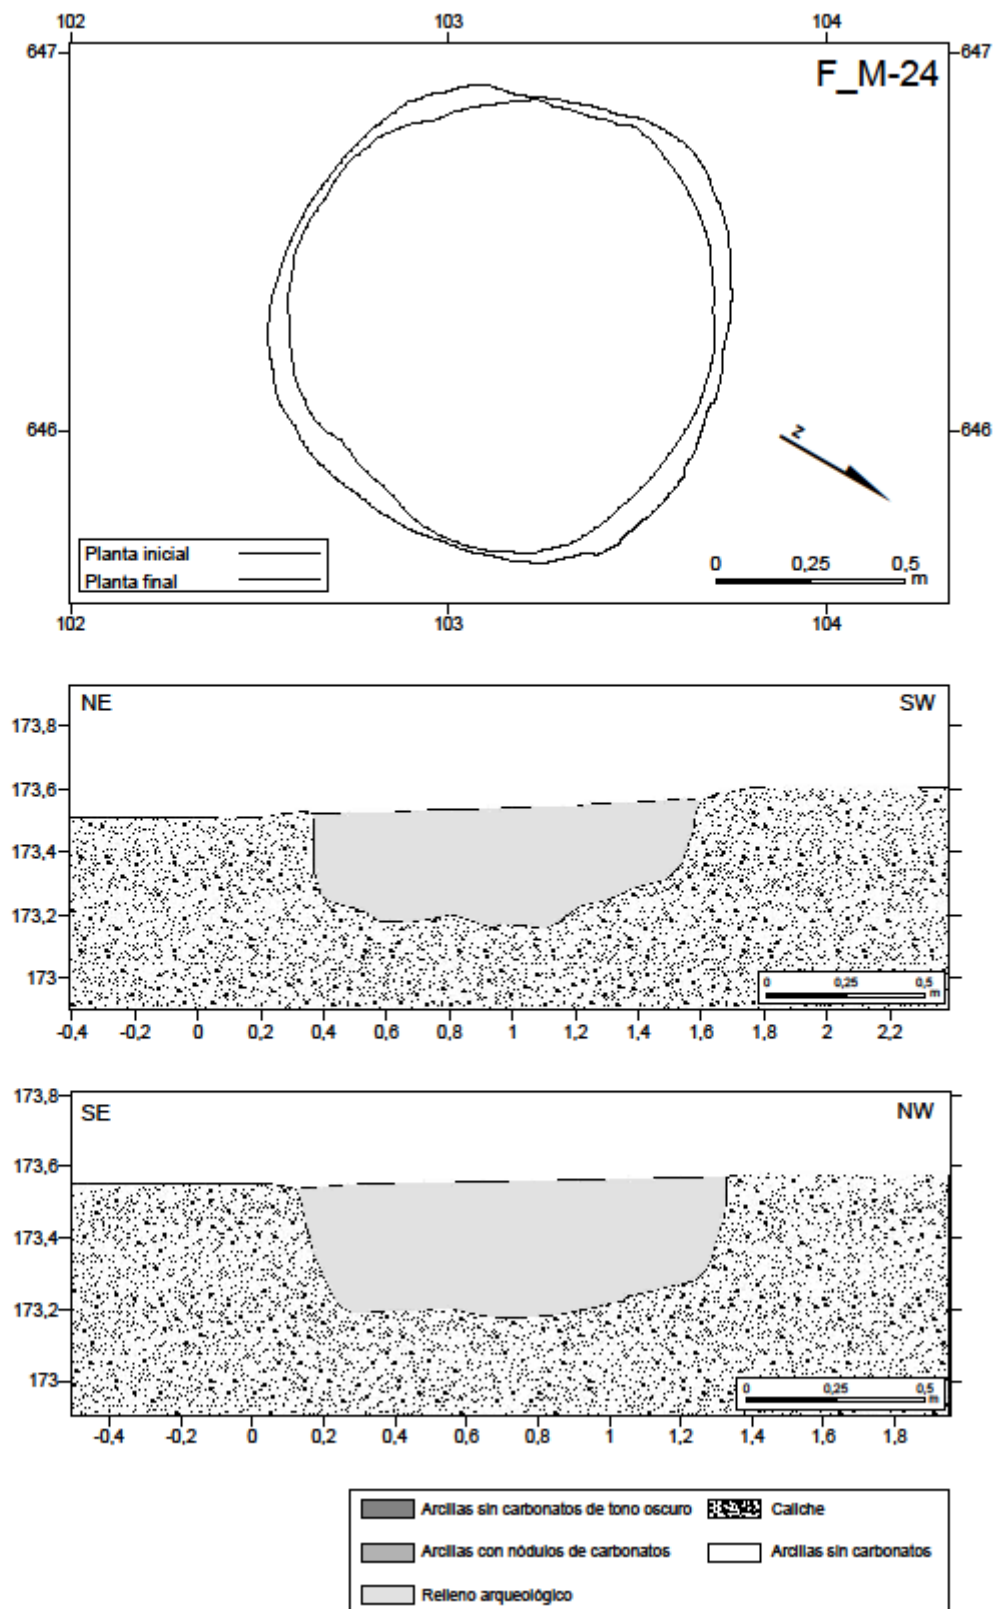 102 103 104
647 647
F_M-24
646 646
z
Planta inicial
Planta final
0 0,25 0,5
m
102 103 104
NE SW
173,8
173,6
173,4
173,2
173
0 0,25 0,5
m
-0,4 -0,2 0 0,2 0,4 0,6 0,8 1 1,2 1,4 1,6 1,8 2 2,2
173,8
SE NW
173,6
173,4
173,2
173
0 0,25 0,5
m
-0,4 -0,2 0 0,2 0,4 0,6 0,8 1 1,2 1,4 1,6 1,8
Arcillas sin carbonatos de tono oscuro Caliche
Arcillas con nódulos de carbonatos Arcillas sin carbonatos
Relleno arqueológico